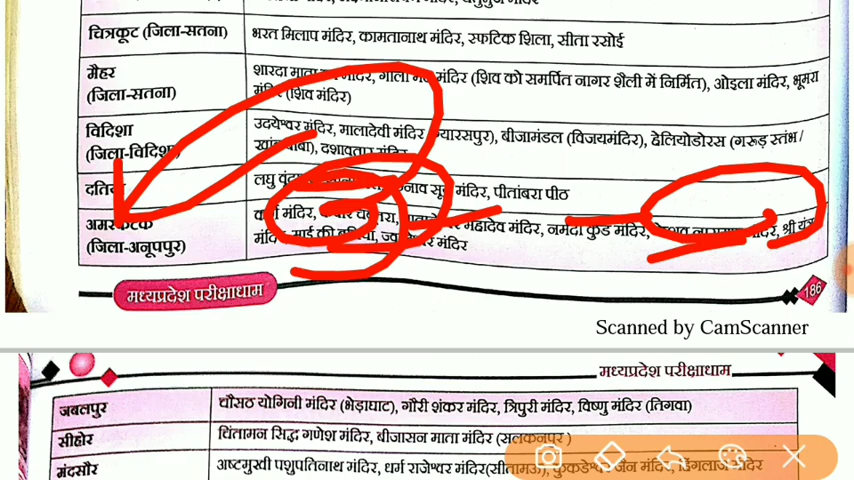 चित्रकूट (जिला-सतना) भरत मिलाप मंदिर, कामतानाथ मंदिर, स्फटिक शिला, सीता रसोई
मैहर शारदा माता मंदिर, गोला मठ मंदिर (शिव को समर्पित नागर शैली में निर्मित), ओइला मंदिर, भूमरा
(जिला-सतना) मंदिर (शिव मंदिर)
विदिशा उदयेश्वर मंदिर, मालादेवी मंदिर (ग्यारसपुर), बीजामंडल (विजयमंदिर), हेलियोडोरस (गरूड़ स्तंभ/
(जिला-विदिशा) दशावतार मंदिर
दतिया लघु सूर्य मंदिर, पीतांबरा पीठ
अमरकंटक मंदिर, महादेव मंदिर, नर्मदा कुंड मंदिर, मंदिर, श्री यंत्र
(जिला-अनूपपुर) मंदिर, माई की मंदिर
मध्यप्रदेश परीक्षाधाम
186
Scanned by CamScanner
मध्यप्रदेश परीक्षाधाम
जबलपुर चौसठ योगिनी मंदिर (भेड़ाघाट), गौरी शंकर मंदिर, त्रिपुरी मंदिर, विष्णु मंदिर (तिगवा)
सीहोर चिंतामन सिद्ध गणेश मंदिर, बीजासन माता मंदिर (सलकनपुर)
मंदसौर अष्टमुखी पशुपतिनाथ मंदिर, धर्मराजेश्वर मंदिर जैन मंदिर, मंदिर